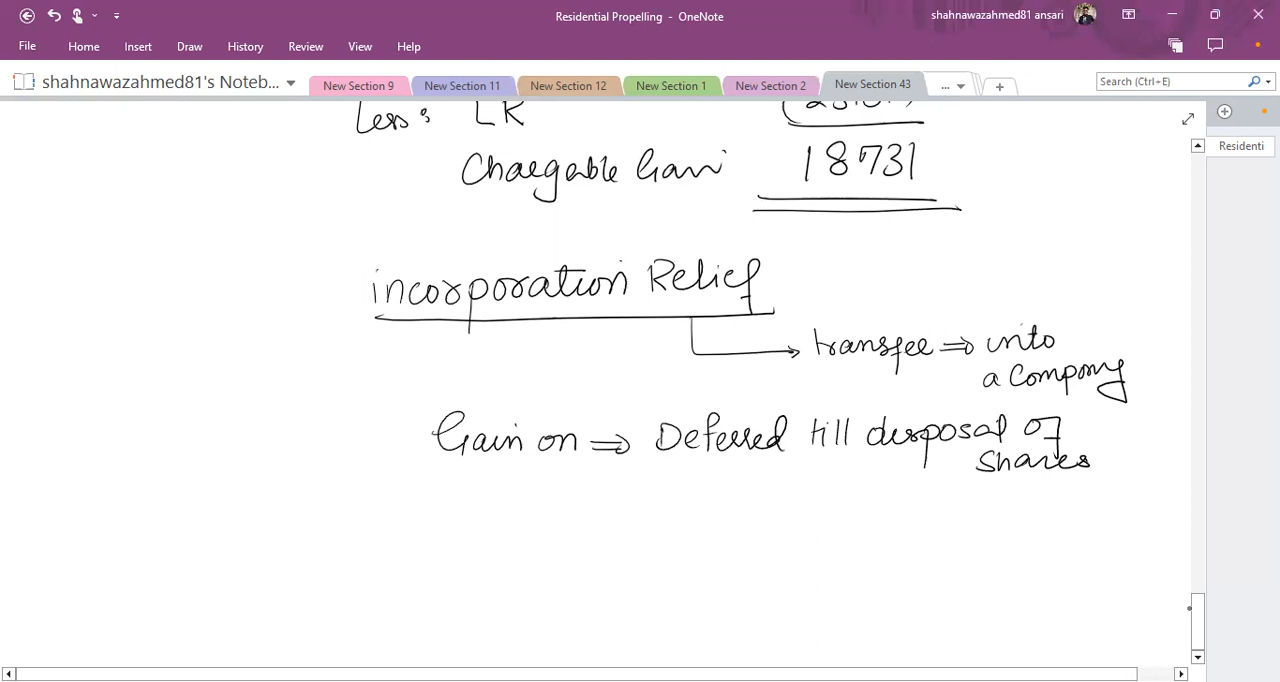 Residential Propelling - OneNote
shahnawazahmed81 ansari
File Home Insert Draw History Review View Help
shahnawazahmed81's Noteb... New Section 9 New Section 11 New Section 12 New Section 1 New Section 2 New Section 43 ... Search (Ctrl+E)
Residenti
Less: LR
Chargable Gain 18731
incorporation Relief
transfee ⇒ into
a Company
Gain on ⇒ Deferred till desposal of
Shares